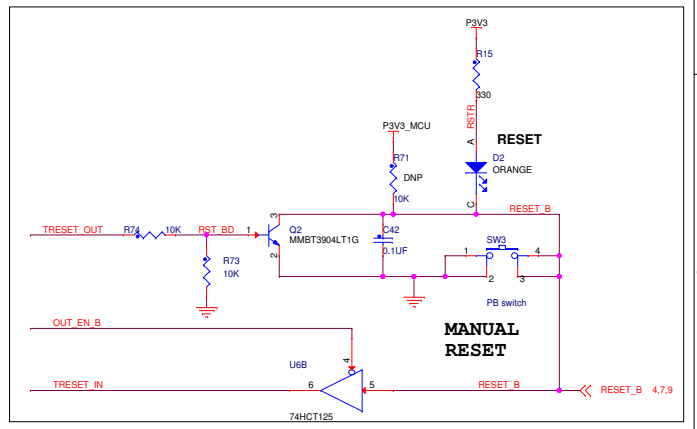 P3V3
R15
330
RSTR
P3V3_MCU
A
RESET
R71
D2
DNP
ORANGE
10K
C
RESET_B
3
TRESET_OUT
R74
10K
RST_BD
1
Q2
MMBT3904LT1G
C42
0.1UF
SW3
1
4
R73
10K
2
2
3
PB switch
OUT_EN_B
MANUAL
RESET
4
U6B
TRESET_IN
6
5
RESET_B
RESET_B 4,7,9
74HCT125